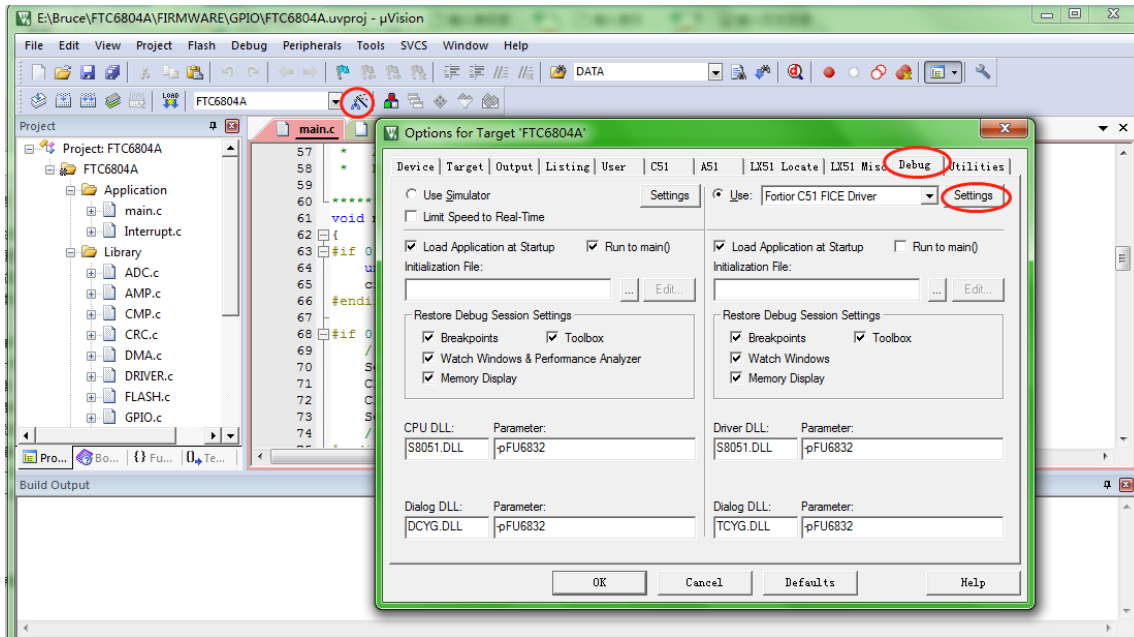 E:\Bruce\FTC6804A\FIRMWARE\GPIO\FTC6804A.uvproj - µVision
File Edit View Project Flash Debug Peripherals Tools SVCS Window Help
DATA
LOAD FTC6804A
Project
main.c
Project: FTC6804A
FTC6804A
Application
main.c
Interrupt.c
Library
ADC.c
AMP.c
CMP.c
CRC.c
DMA.c
DRIVER.c
FLASH.c
GPIO.c
Pro... Bo... {} Fu... Te...
57 *
58 *
59
60 *****
61 void
62 {
63 #if 0
64
65
66 #endi
67
68 #if 0
69 /
70
71
72
73
74 /
Options for Target 'FTC6804A'
Device Target Output Listing User C51 A51 LX51 Locate LX51 Misc Debug Utilities
Use Simulator Settings Use: Fortior C51 FICE Driver Settings
Limit Speed to Real-Time
Load Application at Startup Run to main() Load Application at Startup Run to main()
Initialization File: Initialization File:
... Edit... ... Edit...
Restore Debug Session Settings Restore Debug Session Settings
Breakpoints Toolbox Breakpoints Toolbox
Watch Windows & Performance Analyzer Watch Windows
Memory Display Memory Display
CPU DLL: Parameter: Driver DLL: Parameter:
S8051.DLL -pFU6832 S8051.DLL -pFU6832
Dialog DLL: Parameter: Dialog DLL: Parameter:
DCYG.DLL -pFU6832 TCYG.DLL -pFU6832
OK Cancel Defaults Help
Build Output